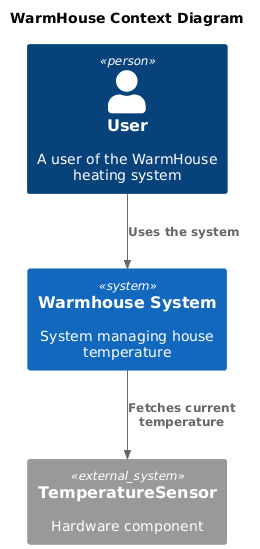 WarmHouse Context Diagram
«person»
User
A user of the WarmHouse
heating system
Uses the system
«system»
Warmhouse System
System managing house
temperature
Fetches current
temperature
«external_system»
TemperatureSensor
Hardware component